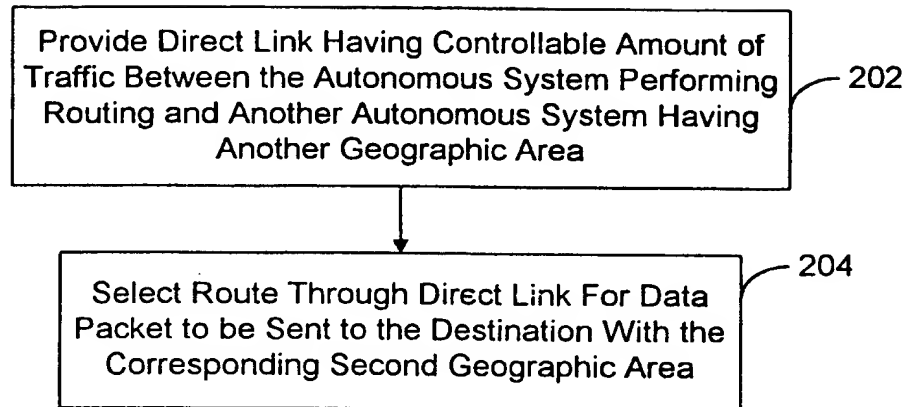 Provide Direct Link Having Controllable Amount of
Traffic Between the Autonomous System Performing
Routing and Another Autonomous System Having
Another Geographic Area
202
Select Route Through Direct Link For Data
Packet to be Sent to the Destination With the
Corresponding Second Geographic Area
204